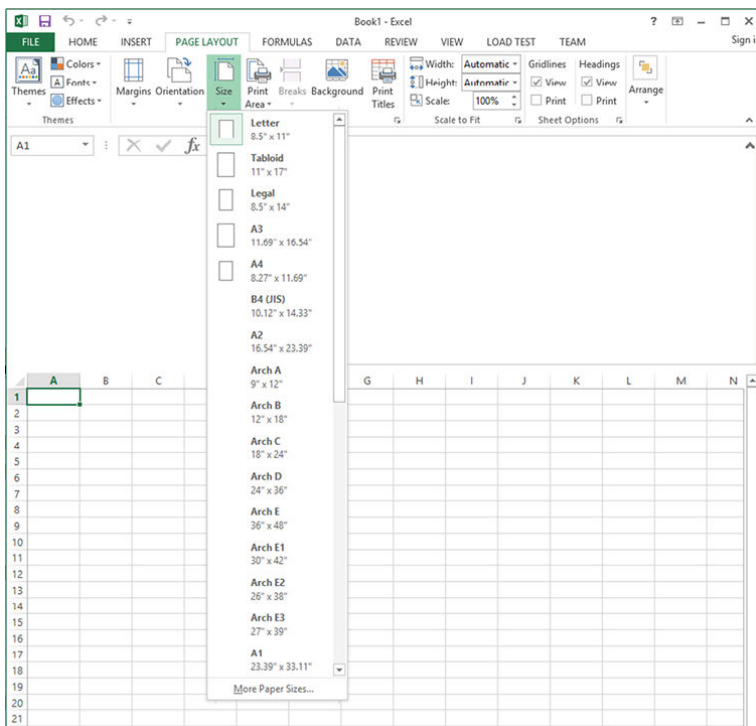 Book1 - Excel
FILE HOME INSERT PAGE LAYOUT FORMULAS DATA REVIEW VIEW LOAD TEST TEAM Sign i
Colors
Fonts
Effects
Themes
Margins
Orientation
Size
Print Area
Breaks
Background
Print Titles
Width: Automatic
Height: Automatic
Scale: 100%
Gridlines
View
Print
Headings
View
Print
Arrange
Themes
Scale to Fit
Sheet Options
A1
fx
Letter
8.5" x 11"
Tabloid
11" x 17"
Legal
8.5" x 14"
A3
11.69" x 16.54"
A4
8.27" x 11.69"
B4 (JIS)
10.12" x 14.33"
A2
16.54" x 23.39"
Arch A
9" x 12"
Arch B
12" x 18"
Arch C
18" x 24"
Arch D
24" x 36"
Arch E
36" x 48"
Arch E1
30" x 42"
Arch E2
26" x 38"
Arch E3
27" x 39"
A1
23.39" x 33.11"
More Paper Sizes...
A B C G H I J K L M N
1
2
3
4
5
6
7
8
9
10
11
12
13
14
15
16
17
18
19
20
21